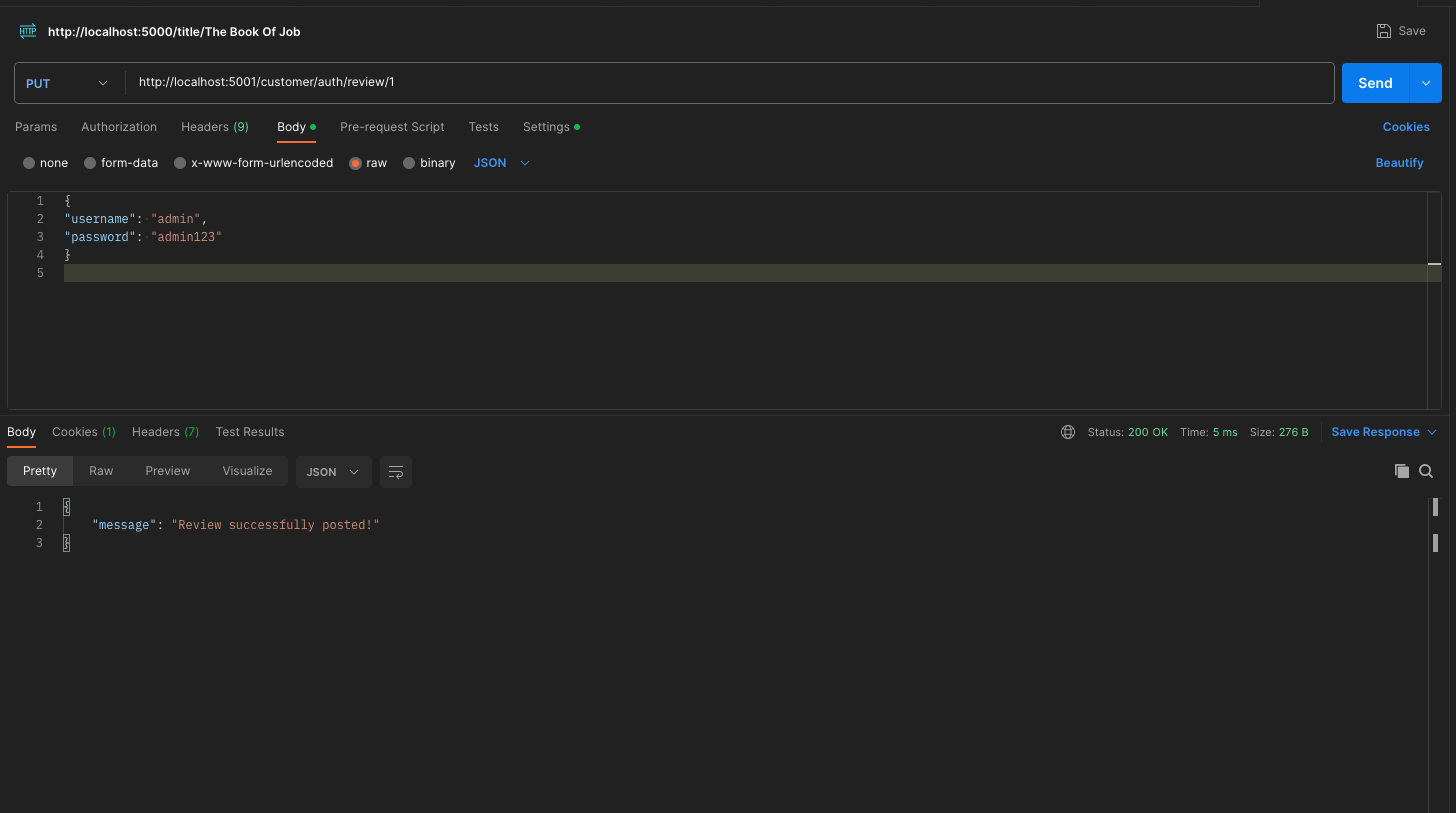 HTTP http://localhost:5000/title/The Book Of Job Save
PUT http://localhost:5001/customer/auth/review/1 Send
Params Authorization Headers (9) Body Pre-request Script Tests Settings Cookies
none form-data x-www-form-urlencoded raw binary JSON Beautify
1 {
2 "username": "admin",
3 "password": "admin123"
4 }
5
Body Cookies (1) Headers (7) Test Results Status: 200 OK Time: 5 ms Size: 276 B Save Response
Pretty Raw Preview Visualize JSON
1 {
2 "message": "Review successfully posted!"
3 }